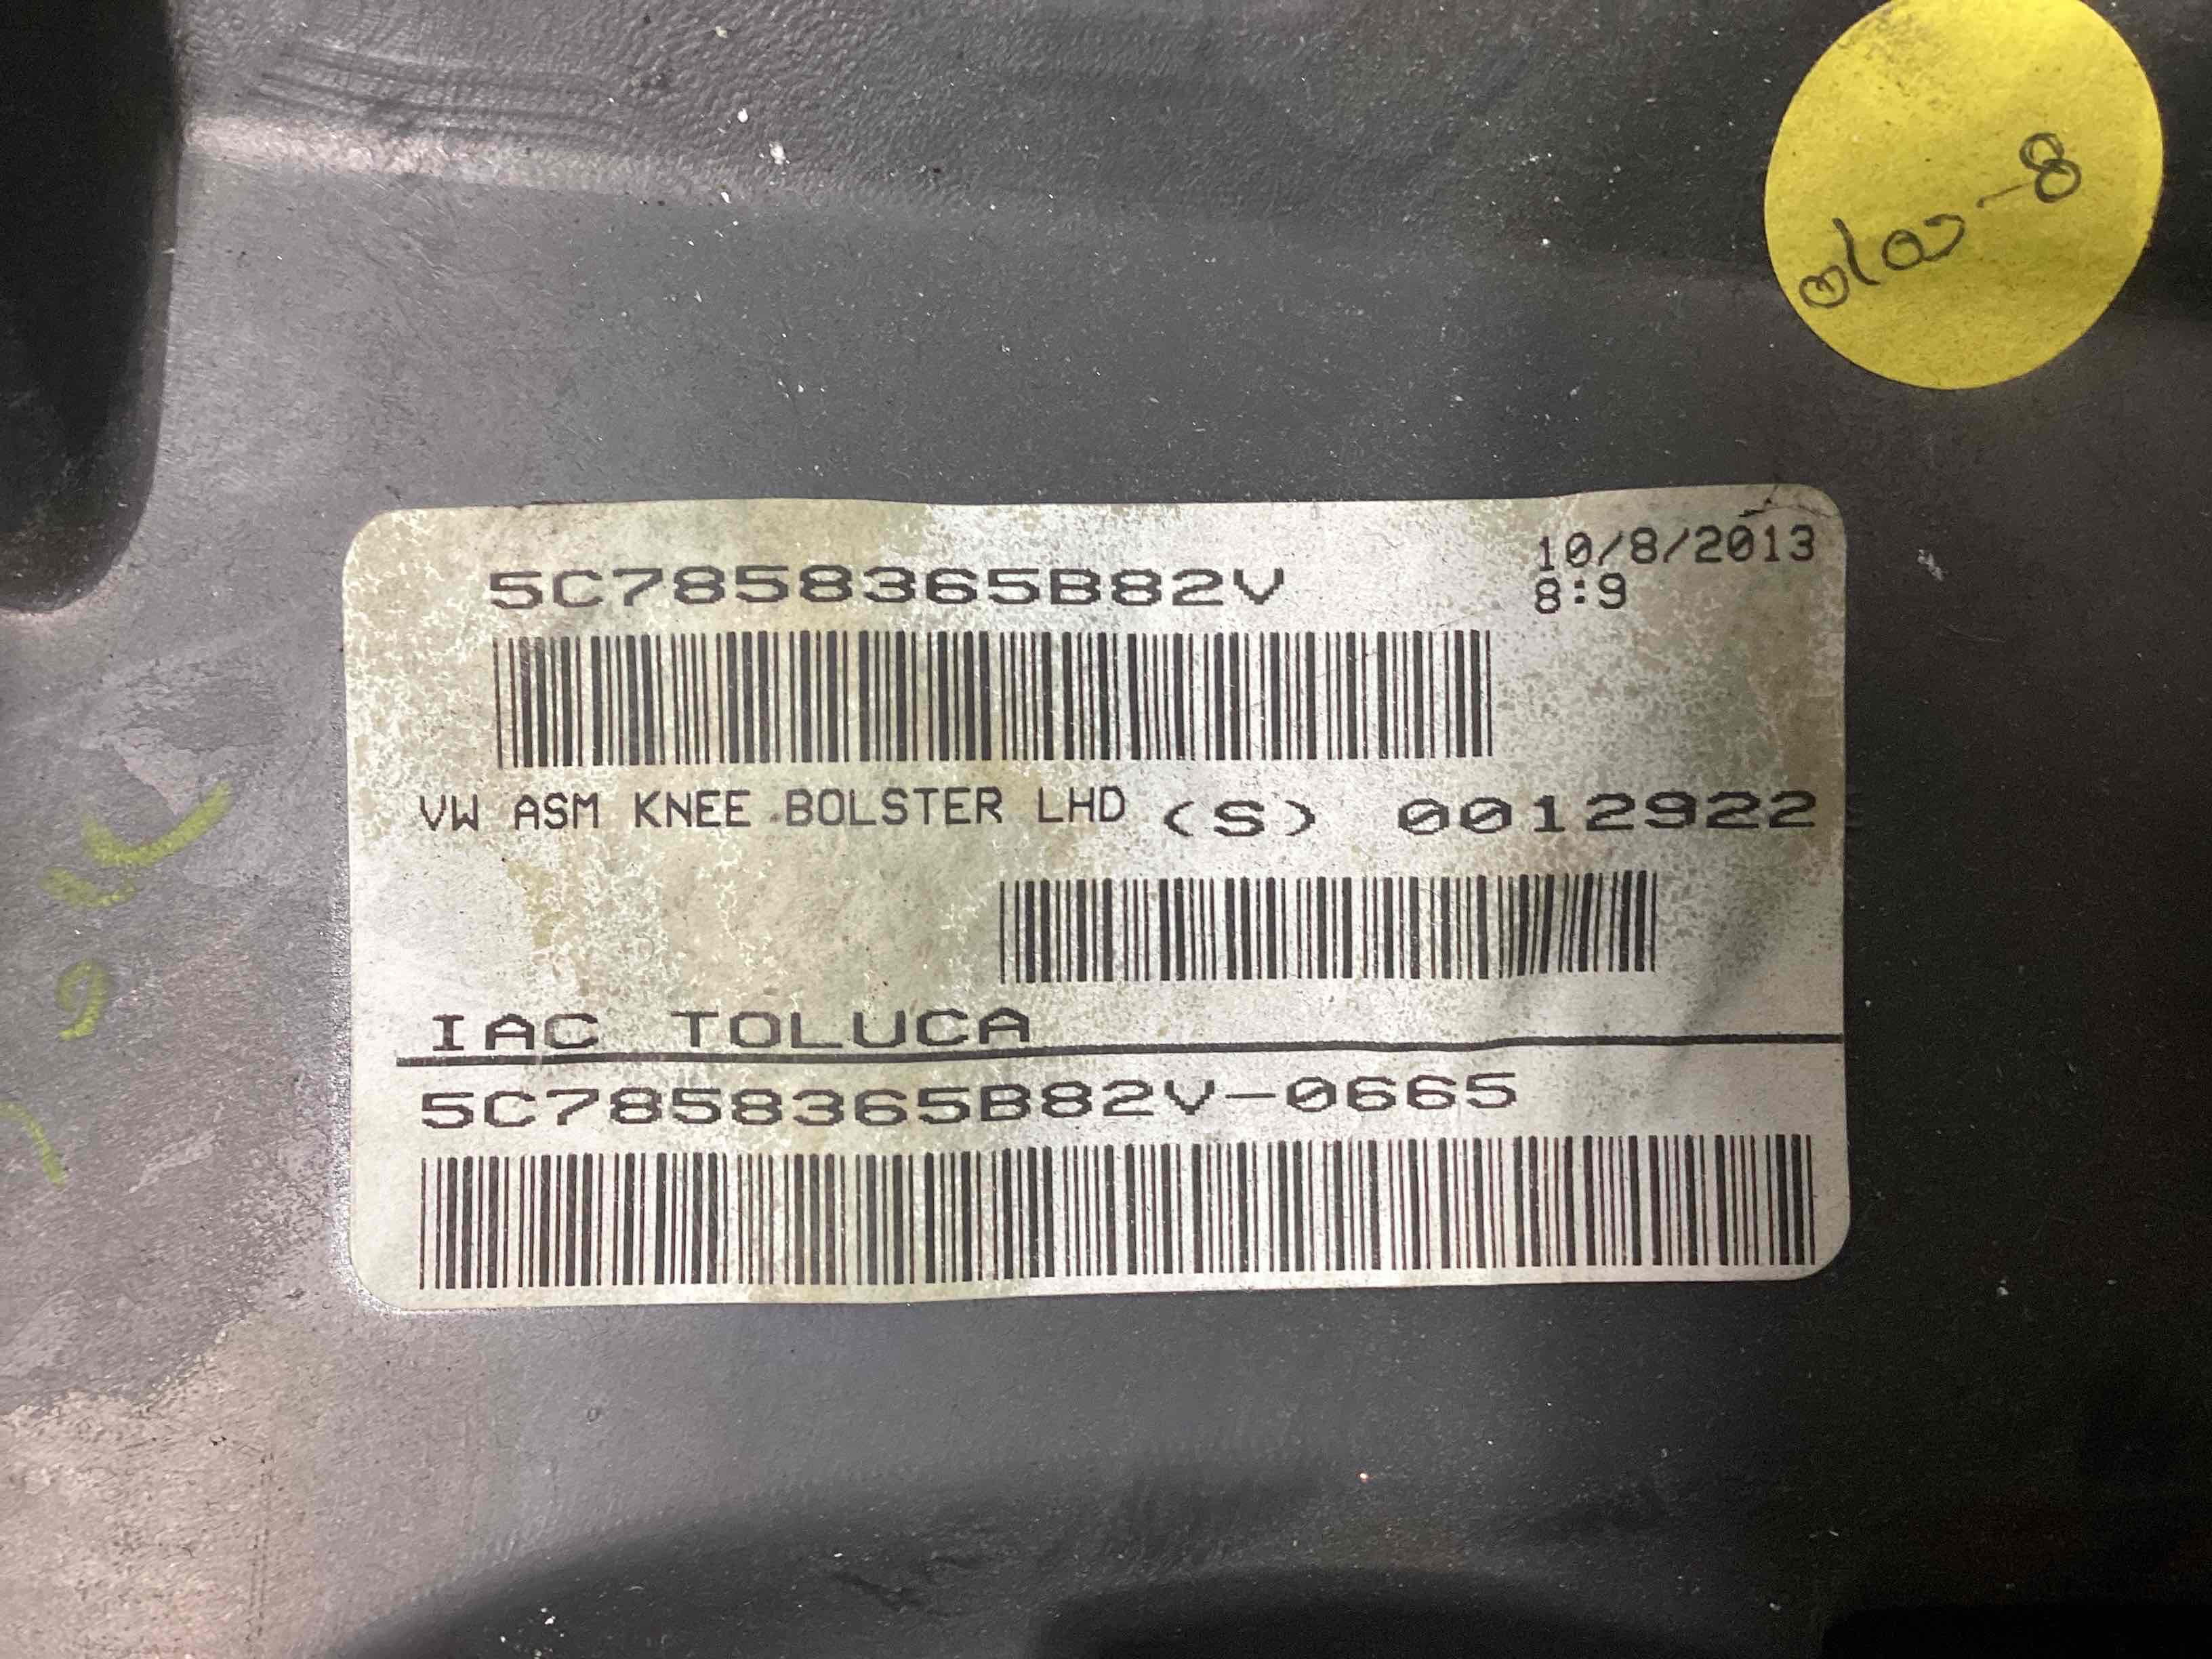 5C7858365B82V
10/8/2013
8:9
VW ASM KNEE BOLSTER LHD (S) 0012922
IAC TOLUCA
5C7858365B82V-0665